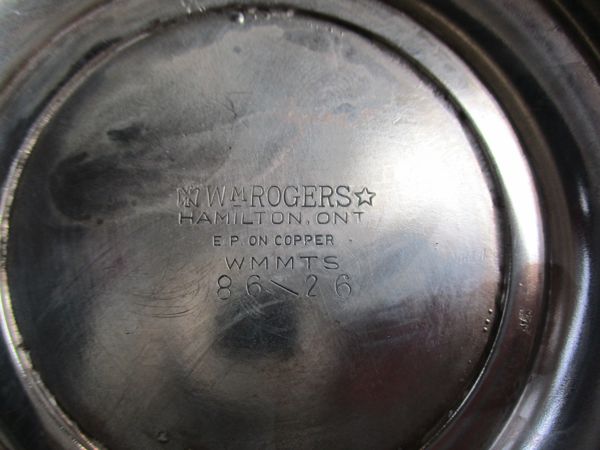 WM ROGERS☆
HAMILTON, ONT
E.P. ON COPPER
WMMTS
86\26